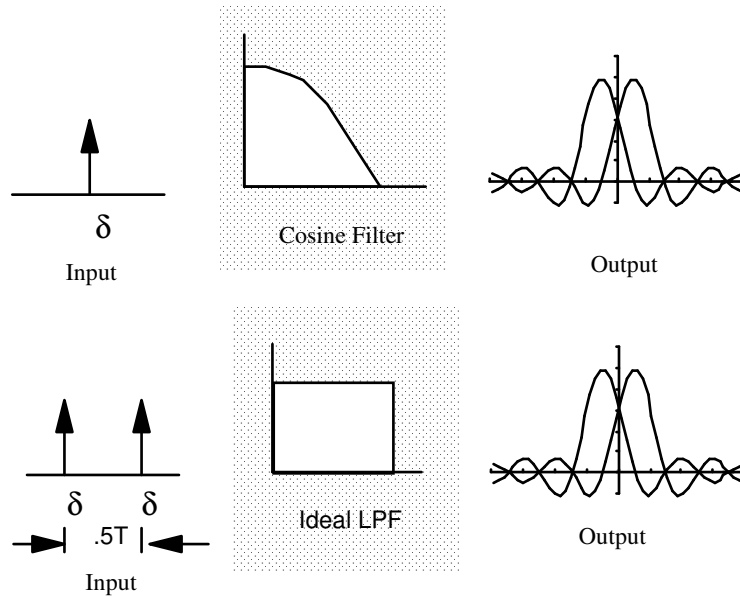 δ
Input
Cosine Filter
Output
δ δ
.5T
Input
Ideal LPF
Output